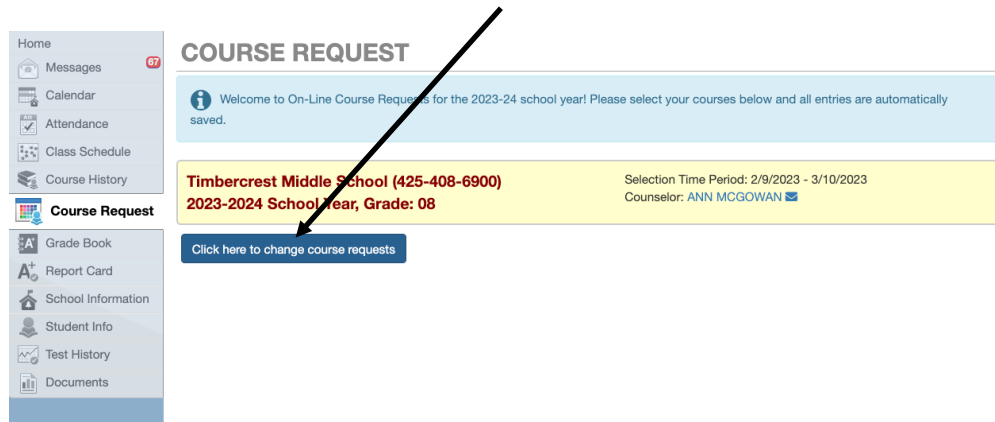 Home
Messages
67
Calendar
Attendance
Class Schedule
Course History
Course Request
Grade Book
Report Card
School Information
Student Info
Test History
Documents
COURSE REQUEST
Welcome to On-Line Course Requests for the 2023-24 school year! Please select your courses below and all entries are automatically
saved.
Timbercrest Middle School (425-408-6900)
2023-2024 School Year, Grade: 08
Selection Time Period: 2/9/2023 - 3/10/2023
Counselor: ANN MCGOWAN
Click here to change course requests